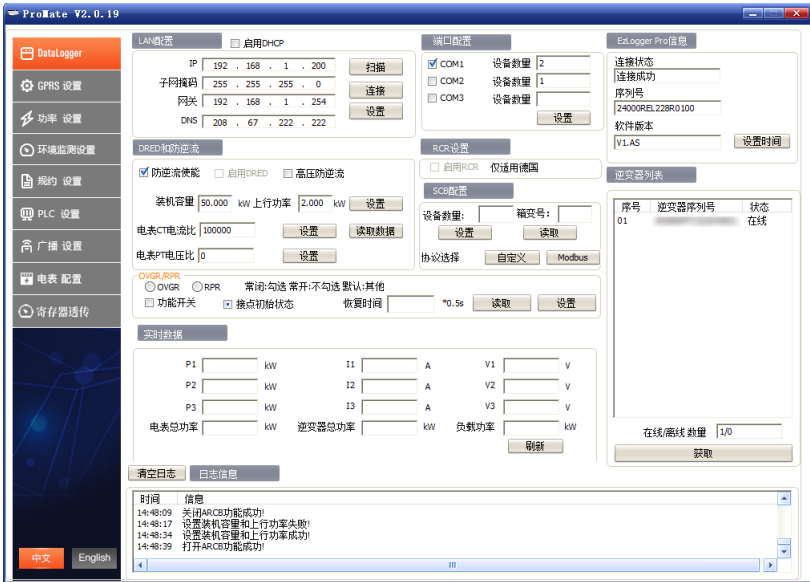 ProMate V2.0.19
DataLogger
GPRS 设置
功率 设置
环境监测设置
规约 设置
PLC 设置
广播 设置
电表 配置
寄存器透传
中文 English
LAN配置 启用DHCP
IP 192 . 168 . 1 . 200 扫描
子网掩码 255 . 255 . 255 . 0 连接
网关 192 . 168 . 1 . 254
设置
DNS 208 . 67 . 222 . 222
端口配置
COM1 设备数量 2
COM2 设备数量 1
COM3 设备数量
设置
EzLogger Pro信息
连接状态
连接成功
序列号
24000REL228R0100
软件版本
V1.AS 设置时间
DRED和防逆流
防逆流使能 启用DRED 高压防逆流
装机容量 50.000 kW 上行功率 2.000 kW 设置
电表CT电流比 100000 设置 读取数据
电表PT电压比 0 设置
RCR设置
启用RCR 仅适用德国
SCB配置
设备数量: 箱变号:
设置 读取
协议选择 自定义 Modbus
OVGR/RPR
OVGR RPR 常闭:勾选 常开:不勾选 默认:其他
功能开关 接点初始状态 恢复时间 *0.5s 读取 设置
实时数据
P1 kW I1 A V1 V
P2 kW I2 A V2 V
P3 kW I3 A V3 V
电表总功率 kW 逆变器总功率 kW 负载功率 kW
刷新
逆变器列表
序号 逆变器序列号 状态
01 在线
在线/离线 数量 1/0
获取
清空日志 日志信息
时间 信息
14:48:09 关闭ARCB功能成功!
14:48:17 设置装机容量和上行功率失败!
14:48:34 设置装机容量和上行功率成功!
14:48:39 打开ARCB功能成功!